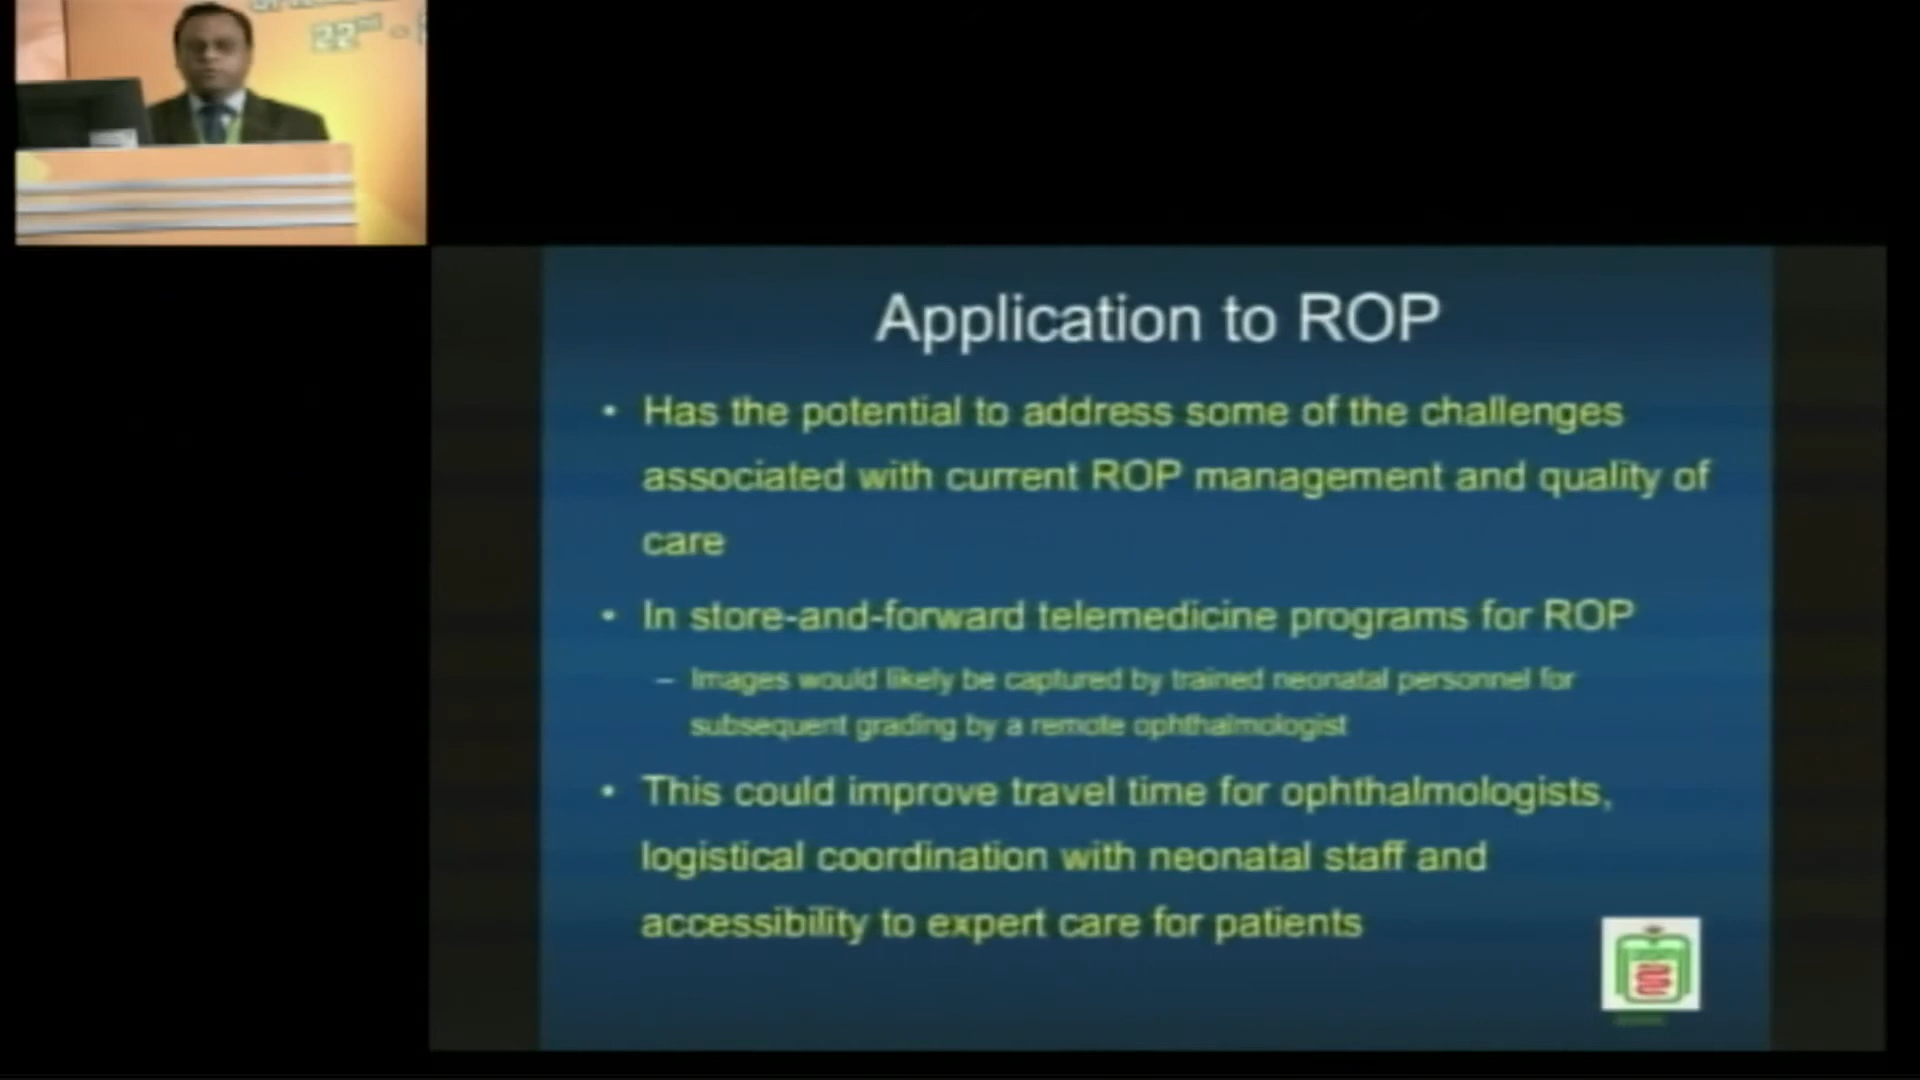 22nd -
Application to ROP
• Has the potential to address some of the challenges
associated with current ROP management and quality of
care
• In store-and-forward telemedicine programs for ROP
– Images would likely be captured by trained neonatal personnel for
subsequent grading by a remote ophthalmologist
• This could improve travel time for ophthalmologists,
logistical coordination with neonatal staff and
accessibility to expert care for patients